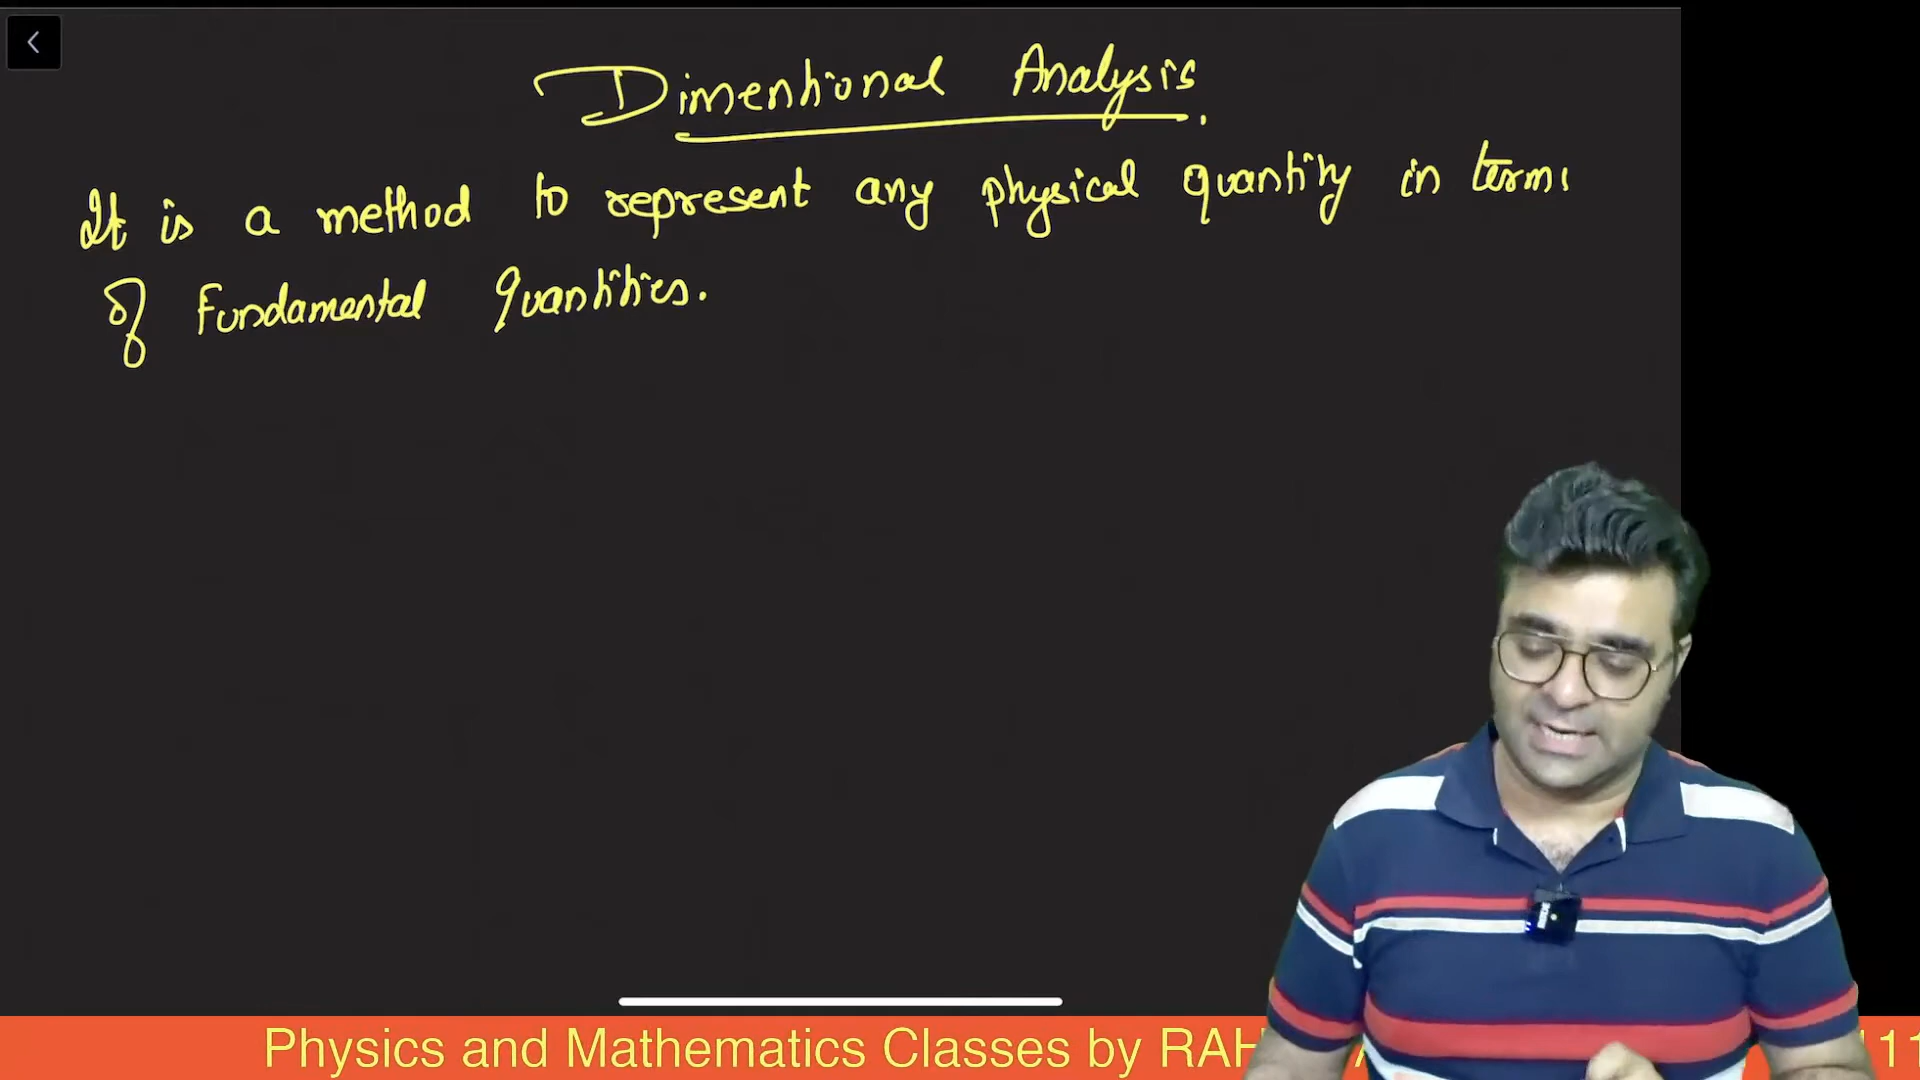 Dimentional Analysis.
It is a method to represent any physical quantity in terms
of Fundamental Quantities.
Physics and Mathematics Classes by RAH